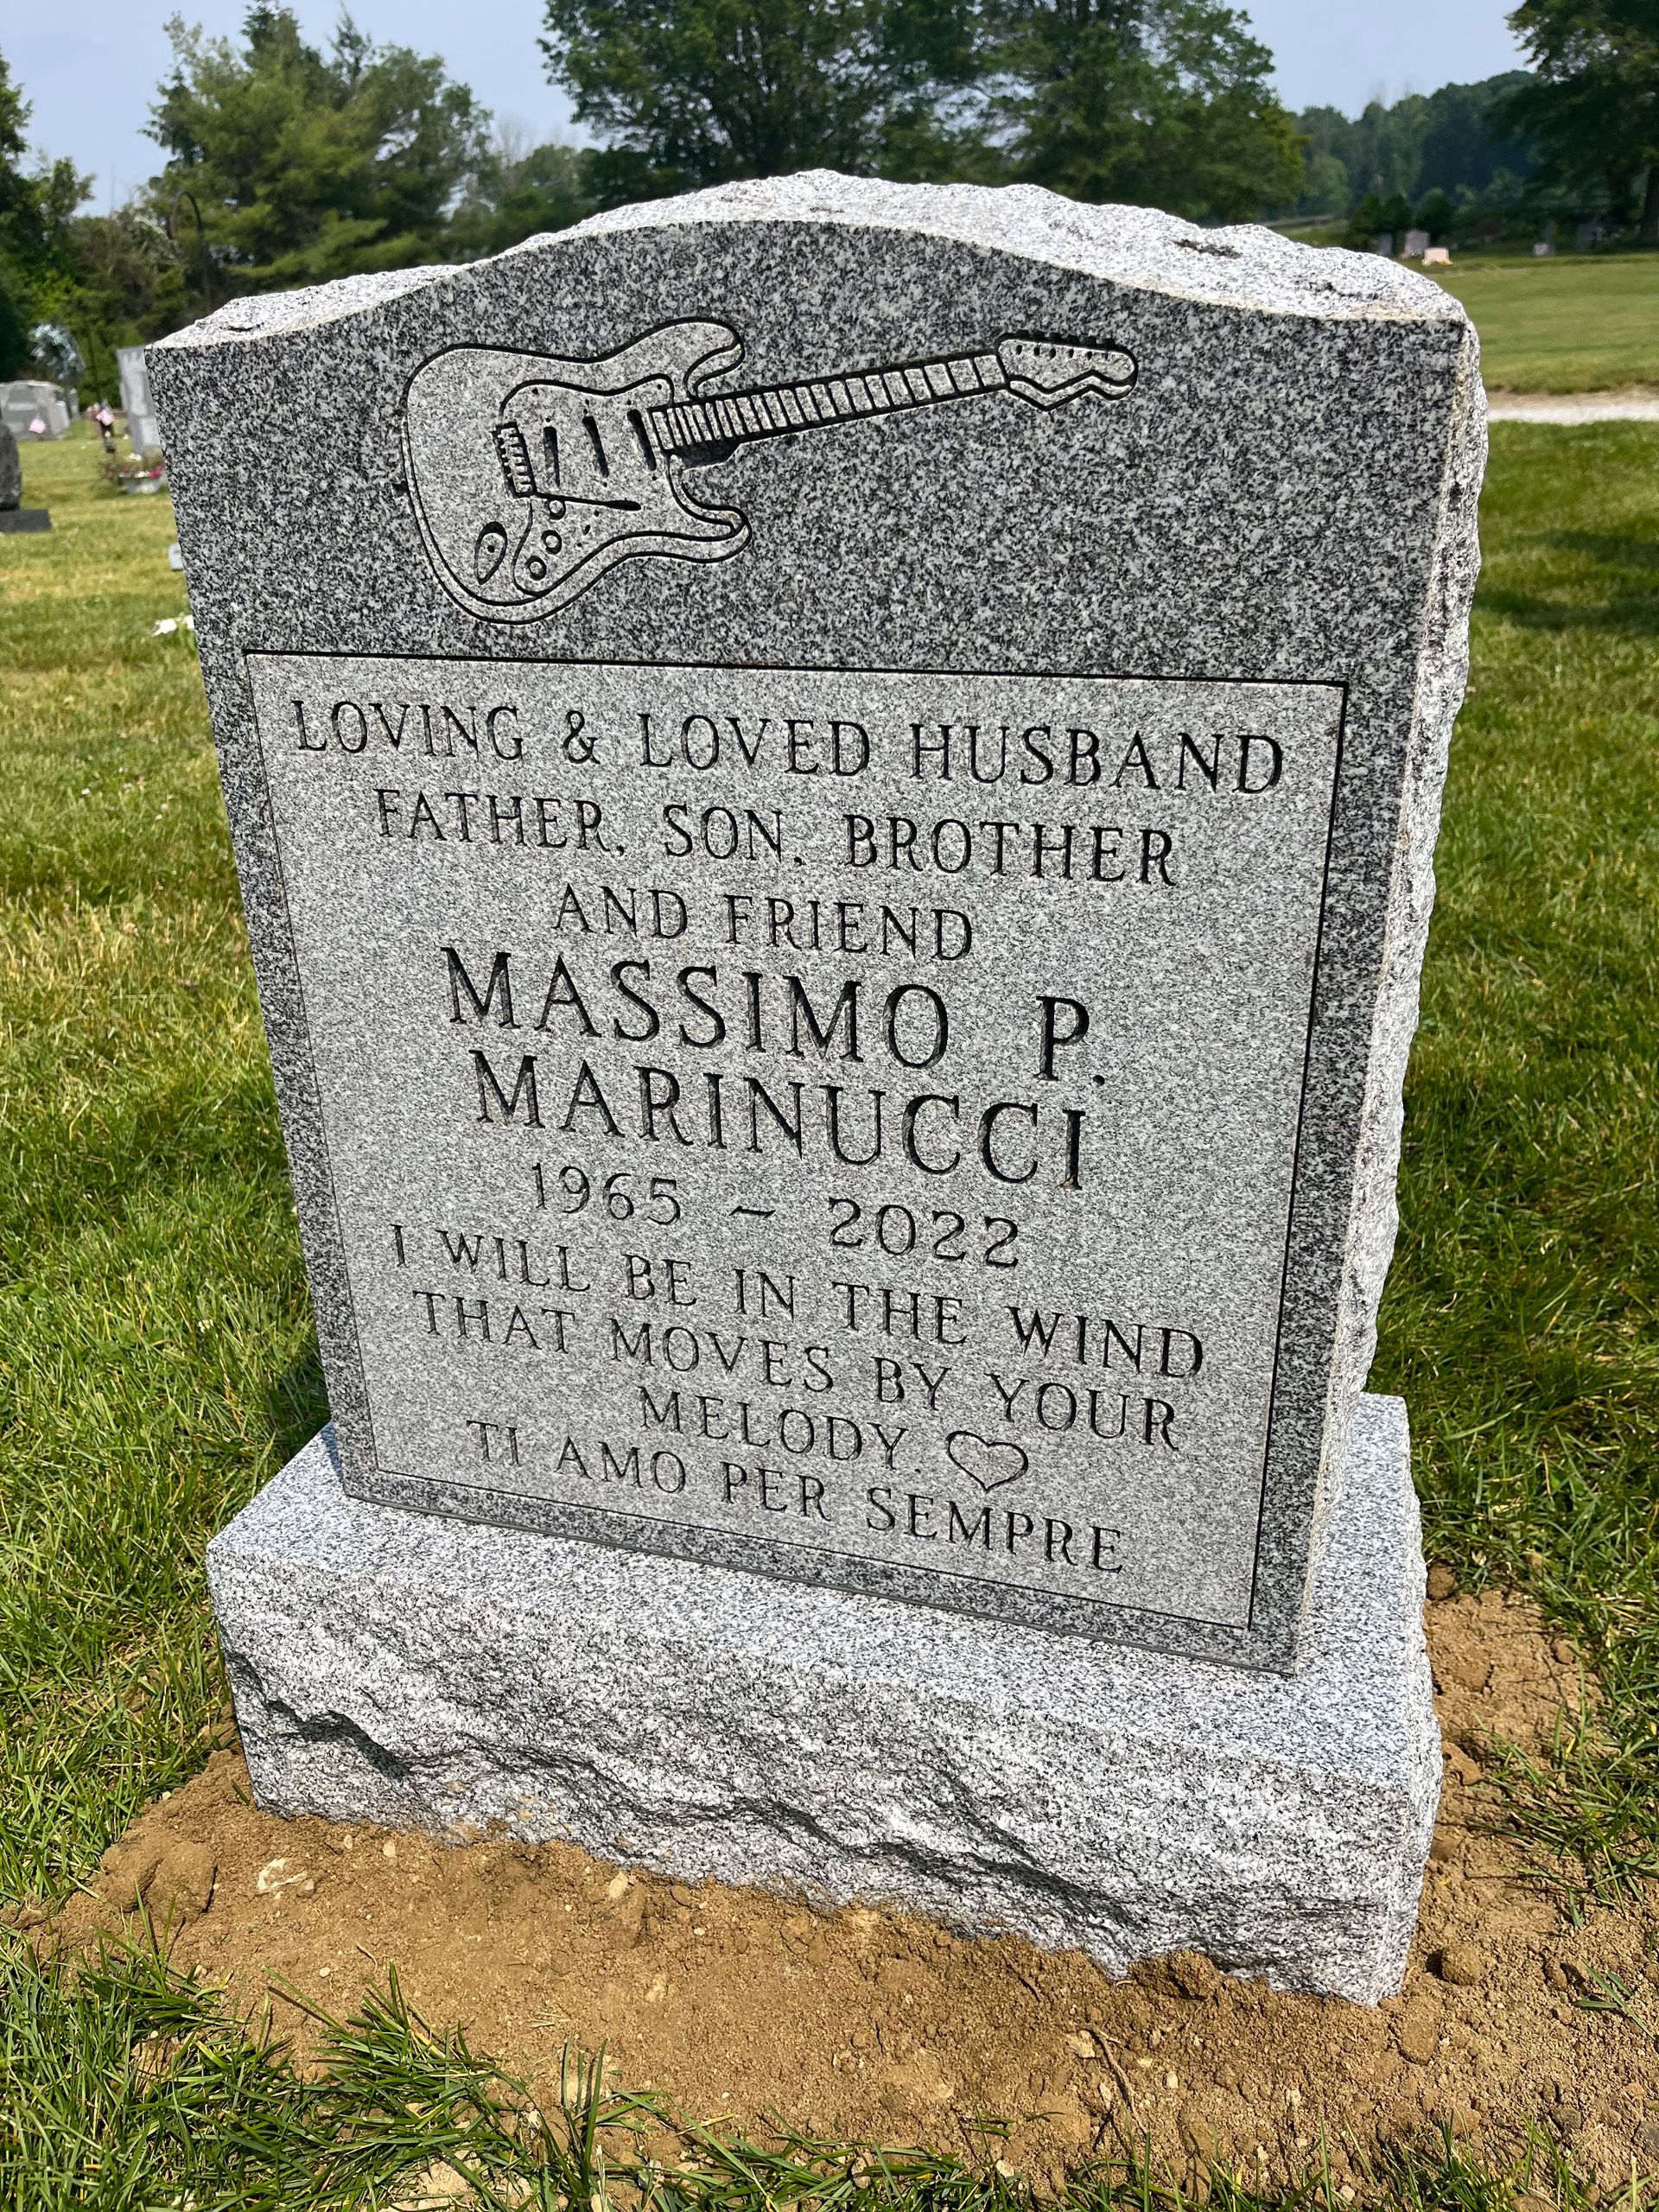 LOVING & LOVED HUSBAND
FATHER, SON, BROTHER
AND FRIEND
MASSIMO P.
MARINUCCI
1965 – 2022
I WILL BE IN THE WIND
THAT MOVES BY YOUR
MELODY. ♡
TI AMO PER SEMPRE